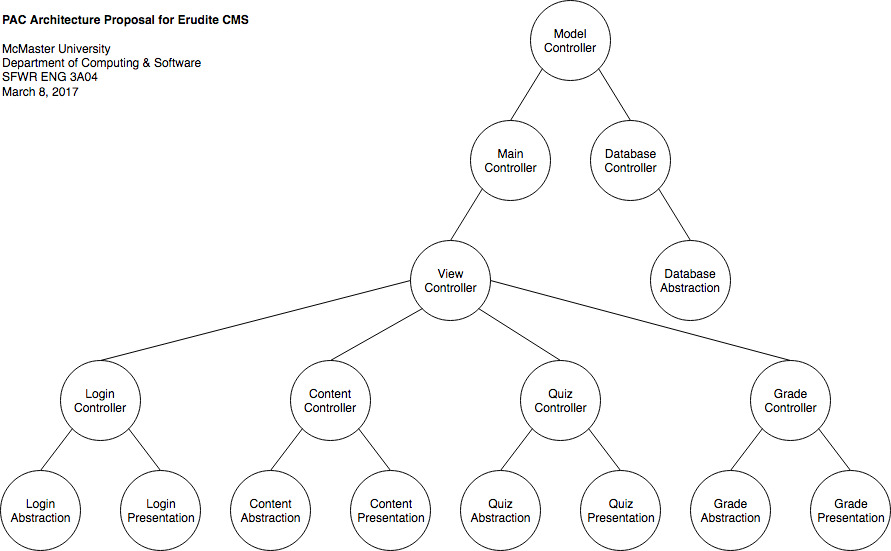 PAC Architecture Proposal for Erudite CMS
McMaster University
Department of Computing & Software
SFWR ENG 3A04
March 8, 2017
Model
Controller
Main
Controller
Database
Controller
View
Controller
Database
Abstraction
Login
Controller
Content
Controller
Quiz
Controller
Grade
Controller
Login
Abstraction
Login
Presentation
Content
Abstraction
Content
Presentation
Quiz
Abstraction
Quiz
Presentation
Grade
Abstraction
Grade
Presentation